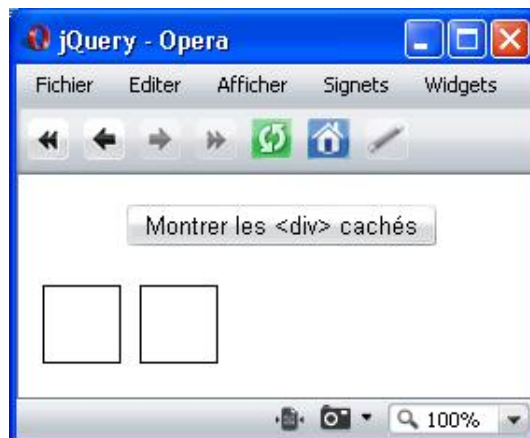 jQuery - Opera
Fichier Editer Afficher Signets Widgets
Montrer les <div> cachés
100%